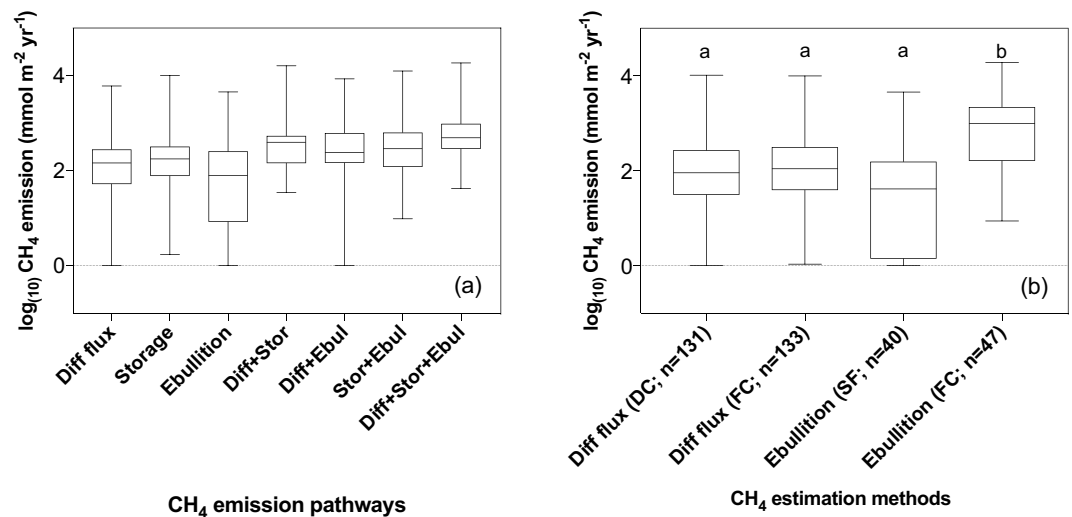 log(10) CH4 emission (mmol m-2 yr-1)
4
2
0
(a)
Diff flux
Storage
Ebullition
Diff+Stor
Diff+Ebul
Stor+Ebul
Diff+Stor+Ebul
CH4 emission pathways
log(10) CH4 emission (mmol m-2 yr-1)
4
2
0
a a a b
(b)
Diff flux (DC; n=131)
Diff flux (FC; n=133)
Ebullition (SF; n=40)
Ebullition (FC; n=47)
CH4 estimation methods